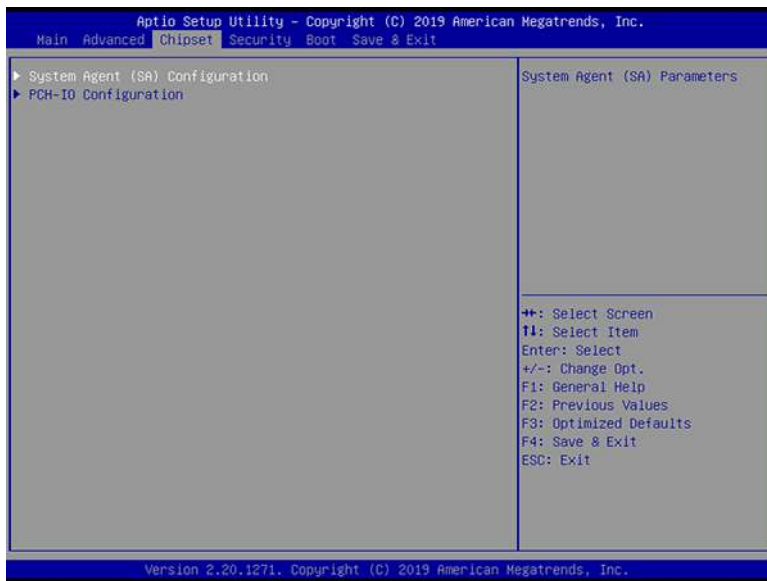 Aptio Setup Utility – Copyright (C) 2019 American Megatrends, Inc.
Main Advanced Chipset Security Boot Save & Exit
▶ System Agent (SA) Configuration
▶ PCH-IO Configuration
System Agent (SA) Parameters
→←: Select Screen
↑↓: Select Item
Enter: Select
+/-: Change Opt.
F1: General Help
F2: Previous Values
F3: Optimized Defaults
F4: Save & Exit
ESC: Exit
Version 2.20.1271. Copyright (C) 2019 American Megatrends, Inc.